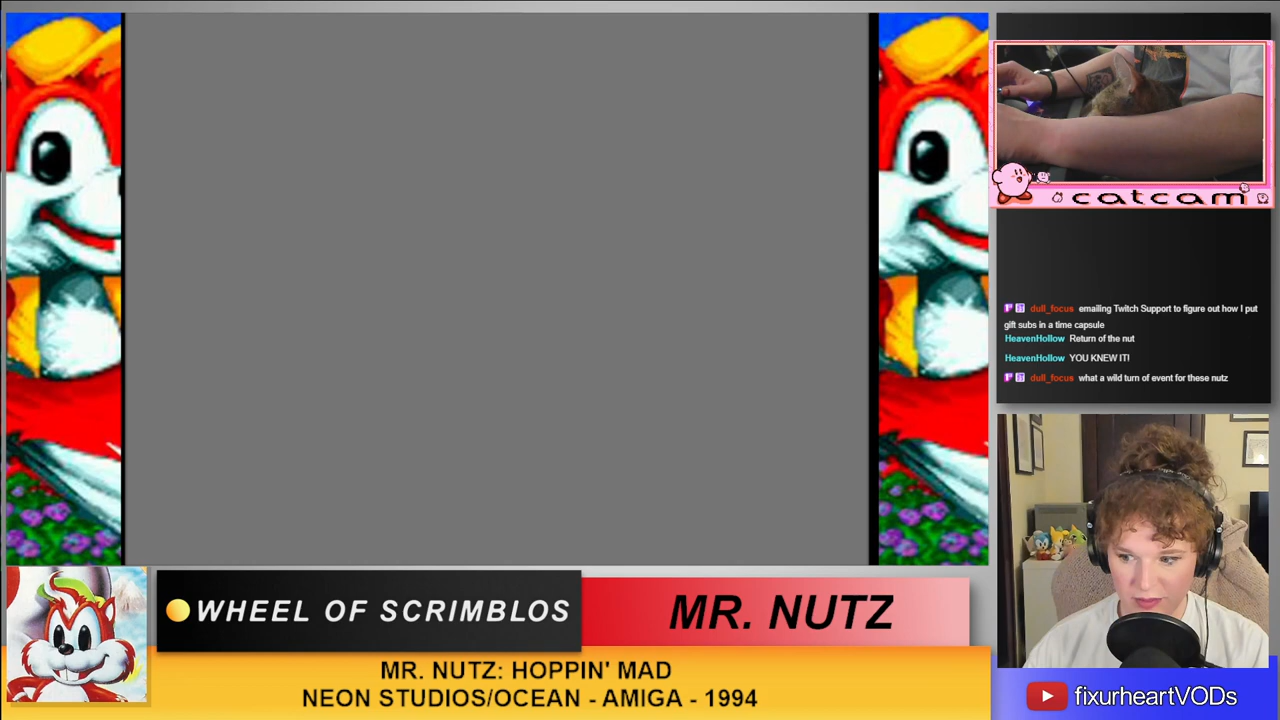 catcam
dull_focus emailing Twitch Support to figure out how I put
gift subs in a time capsule
HeavenHollow Return of the nut
HeavenHollow YOU KNEW IT!
dull_focus what a wild turn of event for these nutz
WHEEL OF SCRIMBLOS
MR. NUTZ
MR. NUTZ: HOPPIN' MAD
NEON STUDIOS/OCEAN - AMIGA - 1994
fixurheartVODs